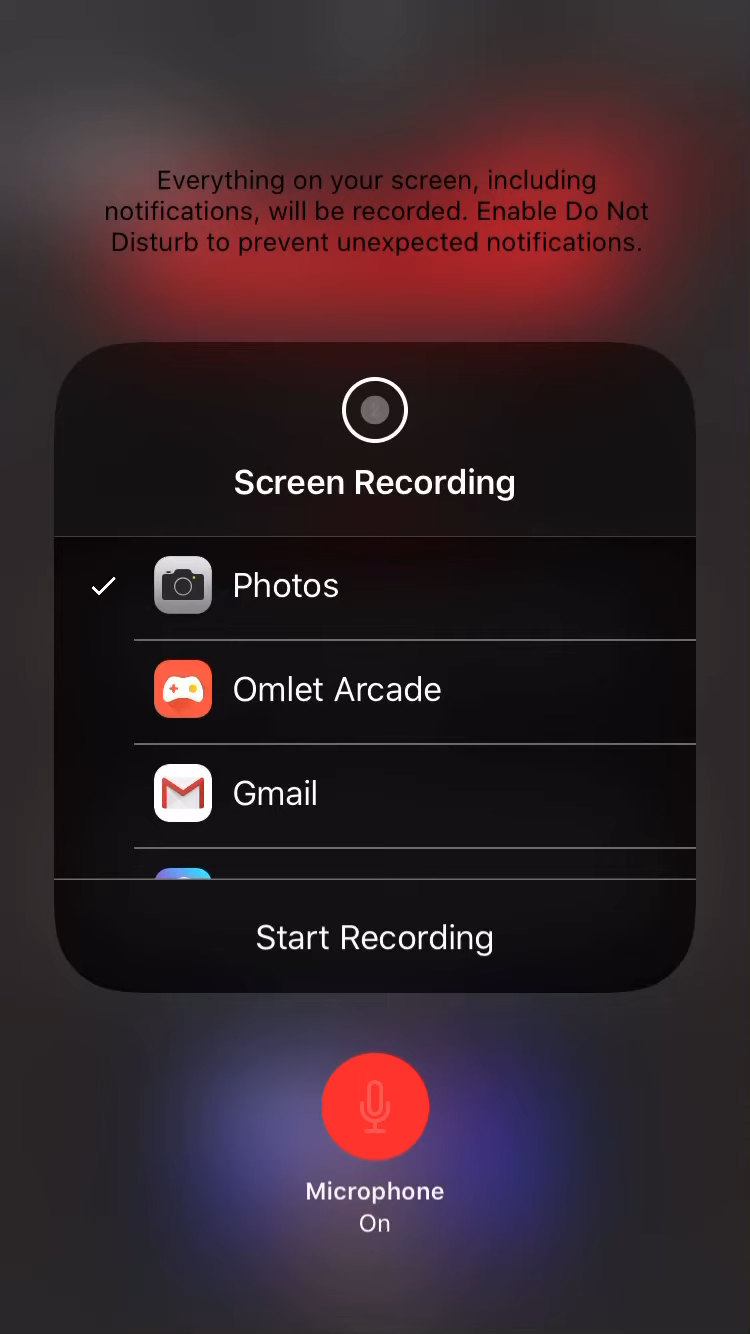 Everything on your screen, including
notifications, will be recorded. Enable Do Not
Disturb to prevent unexpected notifications.
Screen Recording
Photos
Omlet Arcade
Gmail
Start Recording
Microphone
On